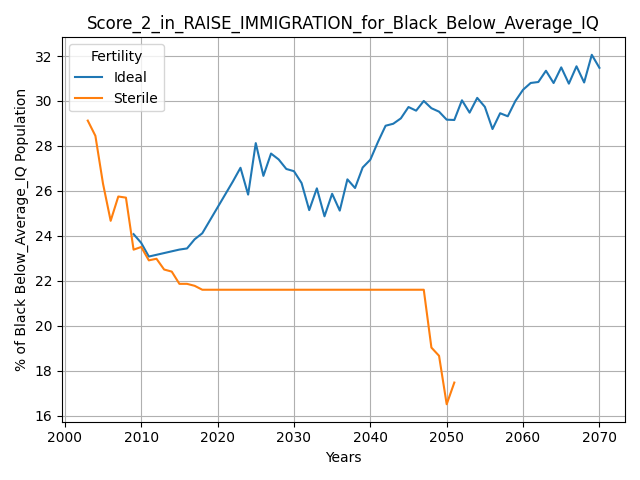 Score_2_in_RAISE_IMMIGRATION_for_Black_Below_Average_IQ
Fertility
Ideal
Sterile
% of Black Below_Average_IQ Population
32
30
28
26
24
22
20
18
16
2000 2010 2020 2030 2040 2050 2060 2070
Years